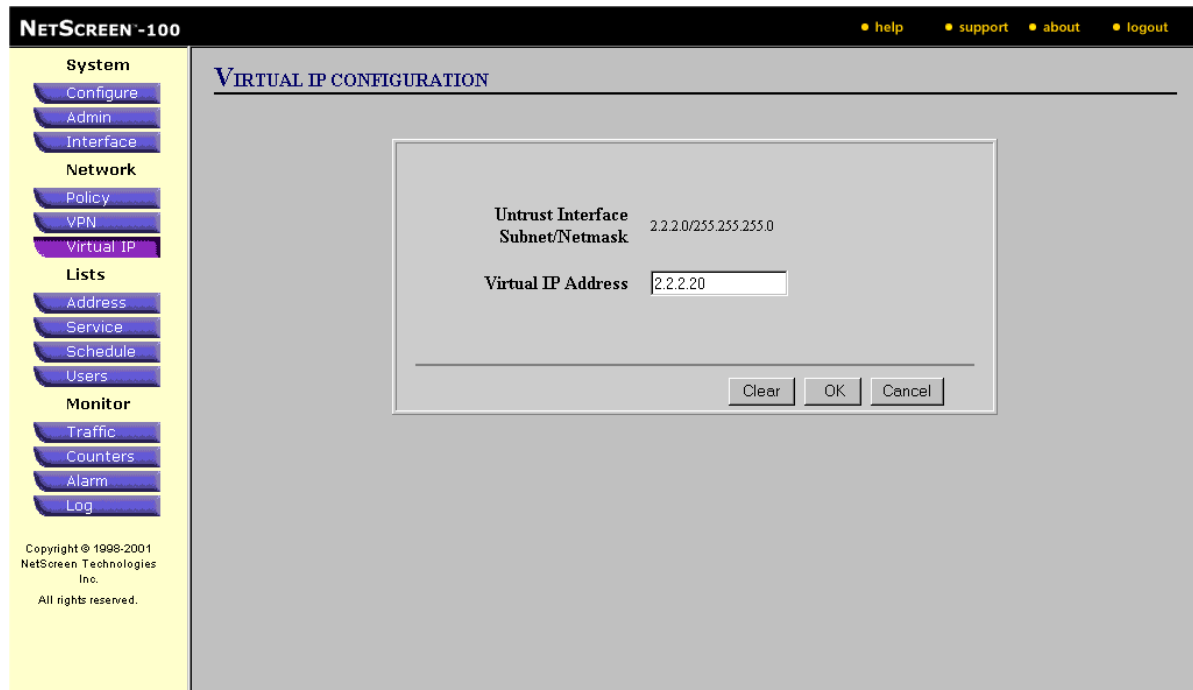 NETSCREEN™-100
help
support
about
logout
System
Configure
Admin
Interface
Network
Policy
VPN
Virtual IP
Lists
Address
Service
Schedule
Users
Monitor
Traffic
Counters
Alarm
Log
Copyright © 1998-2001
NetScreen Technologies
Inc.
All rights reserved.
VIRTUAL IP CONFIGURATION
Untrust Interface
Subnet/Netmask
2.2.2.0/255.255.255.0
Virtual IP Address
2.2.2.20
Clear
OK
Cancel